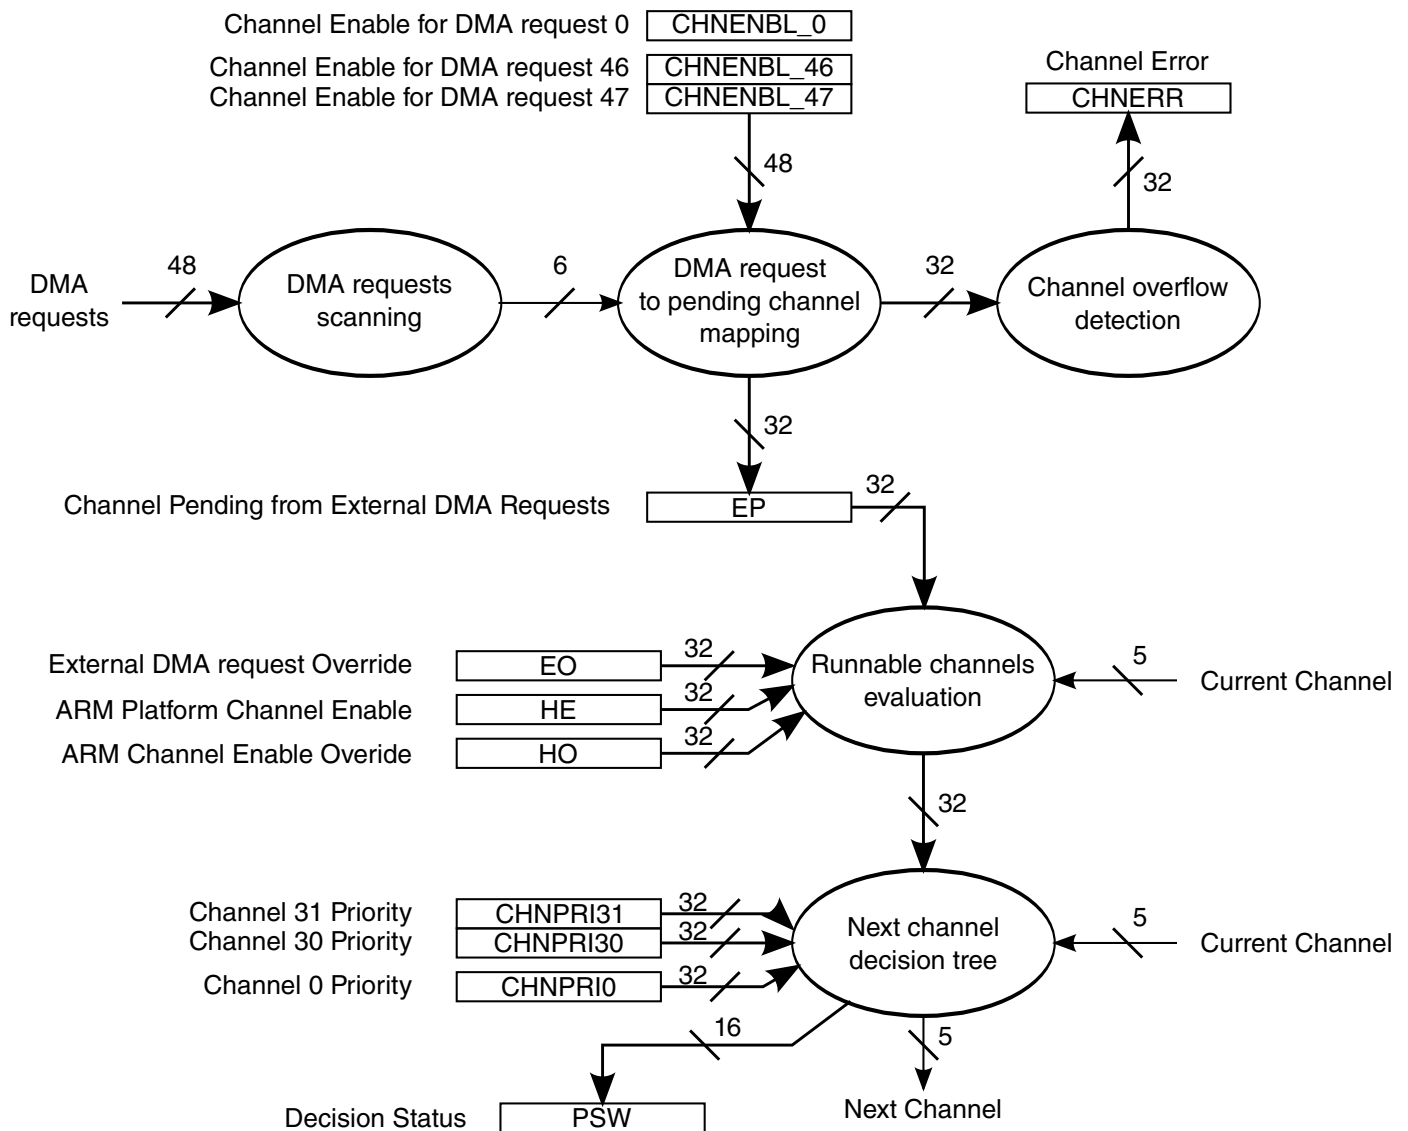 Channel Enable for DMA request 0 CHNENBL_0
Channel Enable for DMA request 46 CHNENBL_46
Channel Enable for DMA request 47 CHNENBL_47
Channel Error
CHNERR
48
32
DMA
requests
48
DMA requests
scanning
6
DMA request
to pending channel
mapping
32
Channel overflow
detection
32
Channel Pending from External DMA Requests EP
32
External DMA request Override EO
32
ARM Platform Channel Enable HE
32
ARM Channel Enable Overide HO
32
Runnable channels
evaluation
5
Current Channel
32
Channel 31 Priority CHNPRI31
32
Channel 30 Priority CHNPRI30
32
Channel 0 Priority CHNPRI0
32
Next channel
decision tree
5
Current Channel
16
5
Decision Status PSW
Next Channel